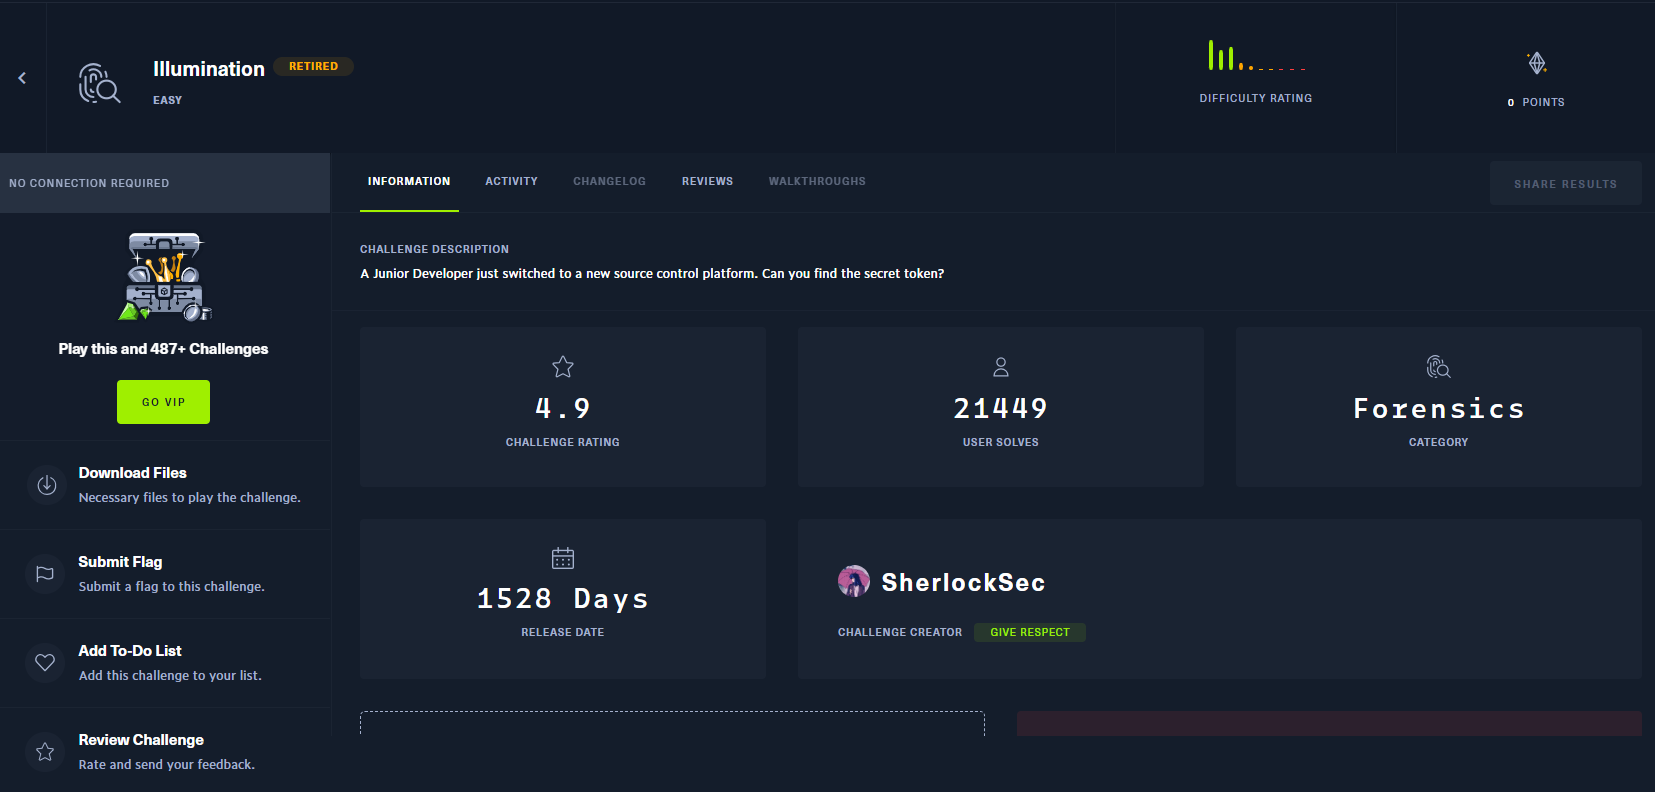 Illumination RETIRED
EASY
DIFFICULTY RATING
0 POINTS
NO CONNECTION REQUIRED
Play this and 487+ Challenges
GO VIP
Download Files
Necessary files to play the challenge.
Submit Flag
Submit a flag to this challenge.
Add To-Do List
Add this challenge to your list.
Review Challenge
Rate and send your feedback.
INFORMATION ACTIVITY CHANGELOG REVIEWS WALKTHROUGHS
SHARE RESULTS
CHALLENGE DESCRIPTION
A Junior Developer just switched to a new source control platform. Can you find the secret token?
4.9
CHALLENGE RATING
21449
USER SOLVES
Forensics
CATEGORY
1528 Days
RELEASE DATE
SherlockSec
CHALLENGE CREATOR GIVE RESPECT